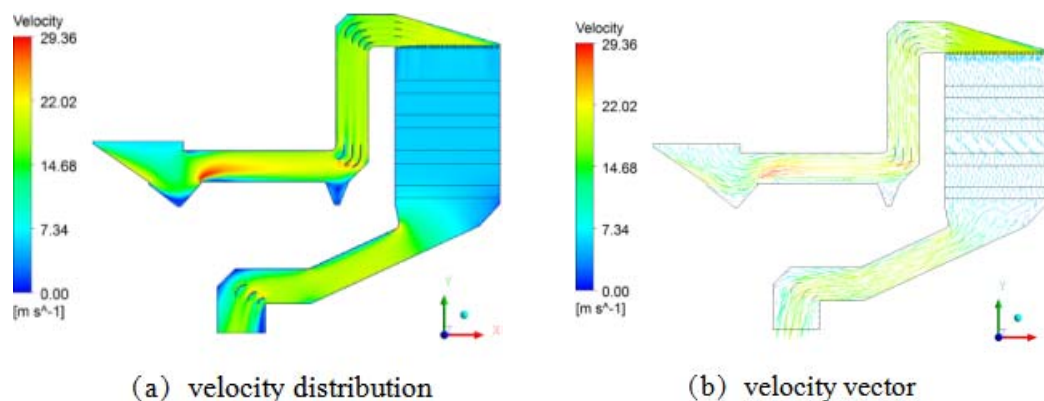 Velocity
29.36
22.02
14.68
7.34
0.00
[m s^-1]
Y
X
(a) velocity distribution
Velocity
29.36
22.02
14.68
7.34
0.00
[m s^-1]
Y
(b) velocity vector